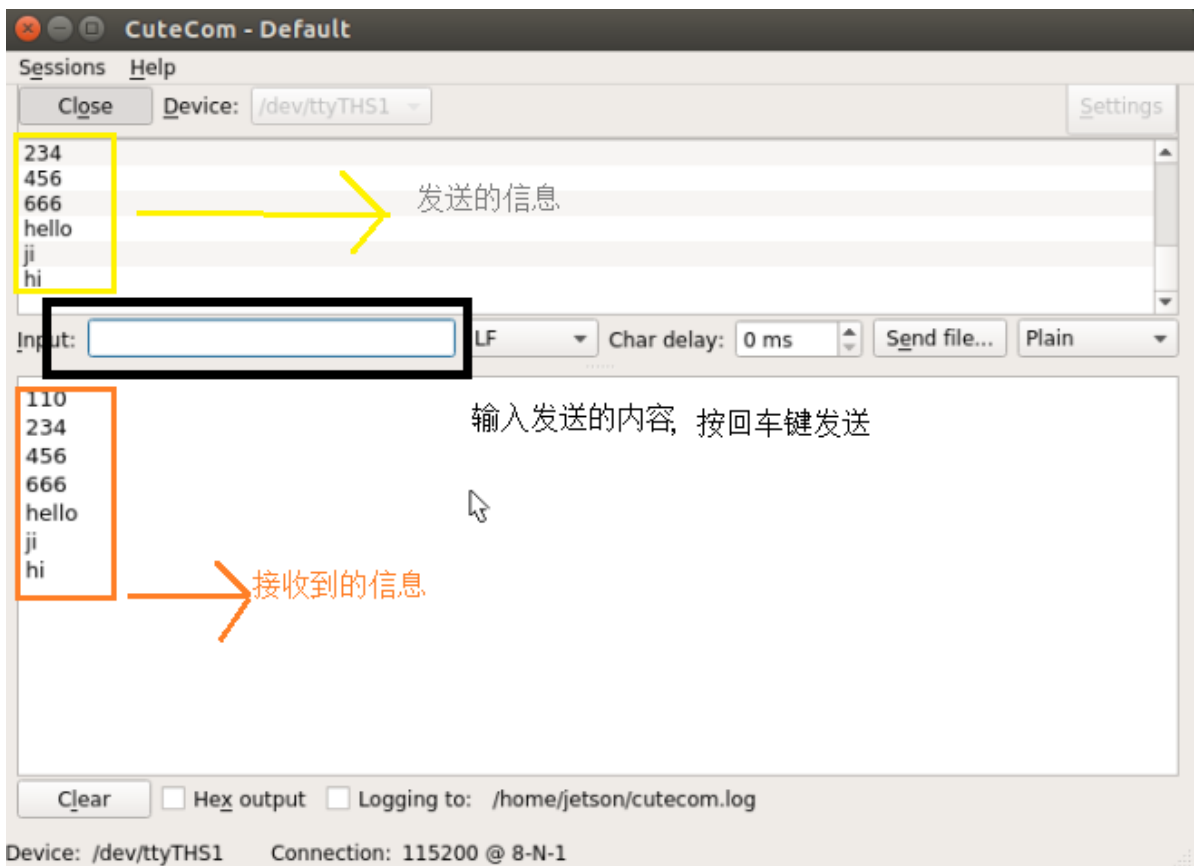 CuteCom - Default
Sessions Help
Close Device: /dev/ttyTHS1 Settings
234
456
666
hello
ji
hi
发送的信息
Input: LF Char delay: 0 ms Send file... Plain
110
234
456
666
hello
ji
hi
输入发送的内容,按回车键发送
接收到的信息
Clear Hex output Logging to: /home/jetson/cutecom.log
Device: /dev/ttyTHS1 Connection: 115200 @ 8-N-1